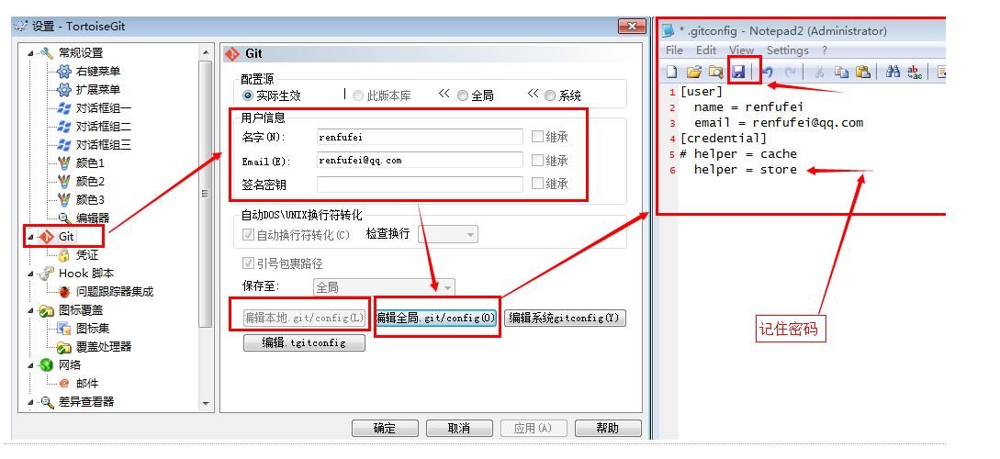 设置 - TortoiseGit
常规设置
右键菜单
扩展菜单
对话框组一
对话框组二
对话框组三
颜色1
颜色2
颜色3
编辑器
Git
凭证
Hook 脚本
问题跟踪器集成
图标覆盖
图标集
覆盖处理器
网络
邮件
差异查看器
Git
配置源
实际生效 | 此版本库 << 全局 << 系统
用户信息
名字(N): renfufei 继承
Email(E): renfufei@qq.com 继承
签名密钥 继承
自动DOS\UNIX换行符转化
自动换行符转化(C) 检查换行
引号包裹路径
保存至: 全局
编辑本地.git/config(L) 编辑全局.git/config(O) 编辑系统gitconfig(Y)
编辑.tgitconfig
确定 取消 应用(A) 帮助
* .gitconfig - Notepad2 (Administrator)
File Edit View Settings ?
1 [user]
2 name = renfufei
3 email = renfufei@qq.com
4 [credential]
5 # helper = cache
6 helper = store
记住密码